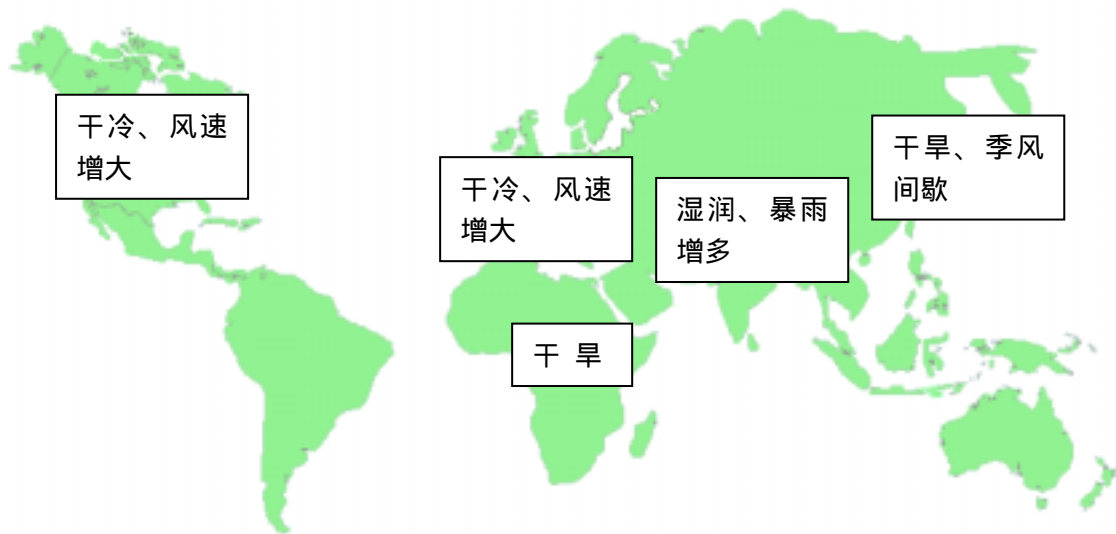 干冷、风速
增大
干冷、风速
增大
湿润、暴雨
增多
干旱、季风
间歇
干 旱